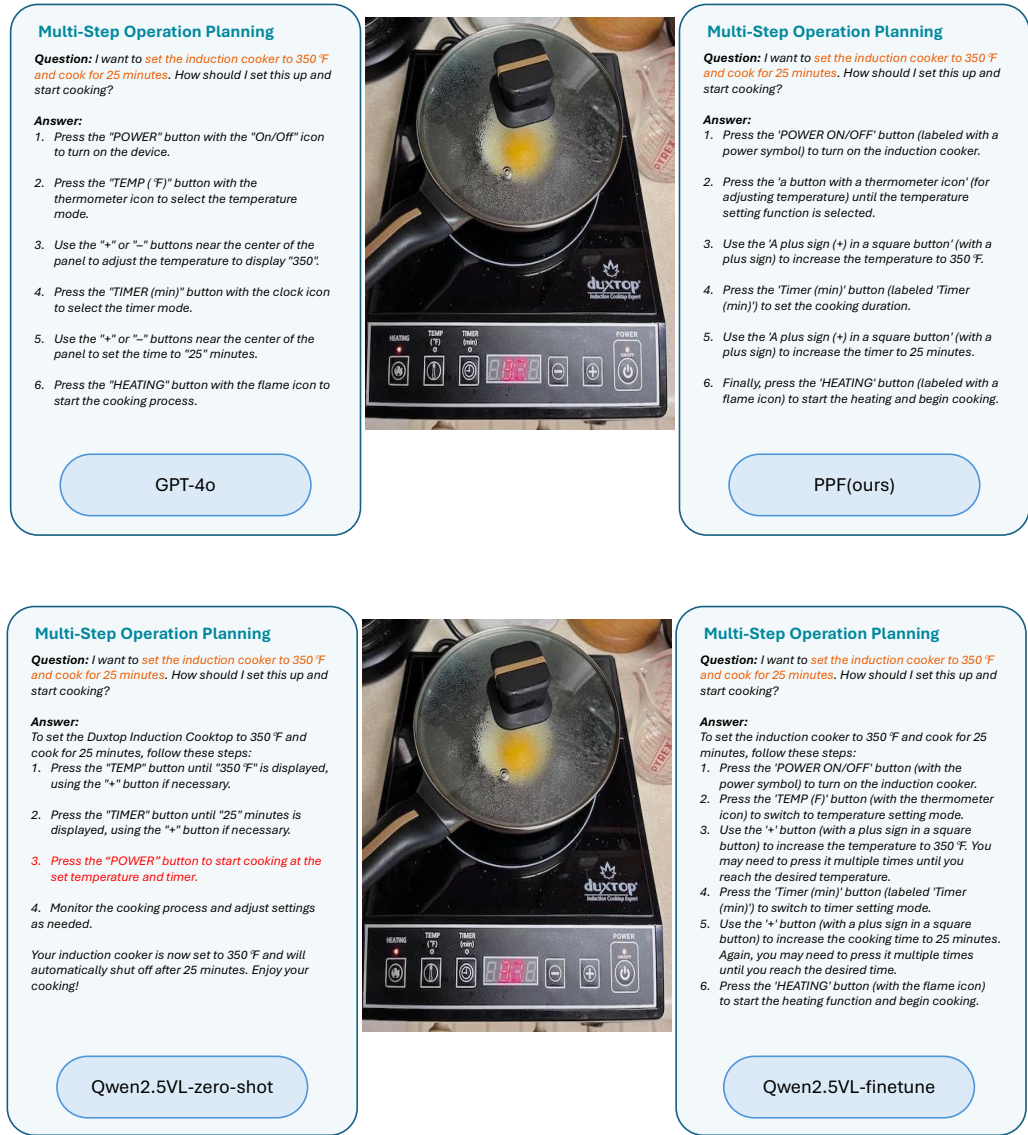 Multi-Step Operation Planning
Question: I want to set the induction cooker to 350℉
and cook for 25 minutes. How should I set this up and
start cooking?
Answer:
1. Press the "POWER" button with the "On/Off" icon
to turn on the device.
2. Press the "TEMP (℉)" button with the
thermometer icon to select the temperature
mode.
3. Use the "+" or "–" buttons near the center of the
panel to adjust the temperature to display "350".
4. Press the "TIMER (min)" button with the clock icon
to select the timer mode.
5. Use the "+" or "–" buttons near the center of the
panel to set the time to "25" minutes.
6. Press the "HEATING" button with the flame icon to
start the cooking process.
GPT-4o
PYREX
duxtop
Induction Cooktop Expert
HEATING
TEMP
(°F)
TIMER
(min)
POWER
ON/OFF
Multi-Step Operation Planning
Question: I want to set the induction cooker to 350℉
and cook for 25 minutes. How should I set this up and
start cooking?
Answer:
1. Press the 'POWER ON/OFF' button (labeled with a
power symbol) to turn on the induction cooker.
2. Press the 'a button with a thermometer icon' (for
adjusting temperature) until the temperature
setting function is selected.
3. Use the 'A plus sign (+) in a square button' (with a
plus sign) to increase the temperature to 350℉.
4. Press the 'Timer (min)' button (labeled 'Timer
(min)') to set the cooking duration.
5. Use the 'A plus sign (+) in a square button' (with a
plus sign) to increase the timer to 25 minutes.
6. Finally, press the 'HEATING' button (labeled with a
flame icon) to start the heating and begin cooking.
PPF(ours)
Multi-Step Operation Planning
Question: I want to set the induction cooker to 350℉
and cook for 25 minutes. How should I set this up and
start cooking?
Answer:
To set the Duxtop Induction Cooktop to 350℉ and
cook for 25 minutes, follow these steps:
1. Press the "TEMP" button until "350℉" is displayed,
using the "+" button if necessary.
2. Press the "TIMER" button until "25" minutes is
displayed, using the "+" button if necessary.
3. Press the “POWER” button to start cooking at the
set temperature and timer.
4. Monitor the cooking process and adjust settings
as needed.
Your induction cooker is now set to 350℉ and will
automatically shut off after 25 minutes. Enjoy your
cooking!
Qwen2.5VL-zero-shot
PYREX
duxtop
Induction Cooktop Expert
HEATING
TEMP
(°F)
TIMER
(min)
POWER
ON/OFF
Multi-Step Operation Planning
Question: I want to set the induction cooker to 350℉
and cook for 25 minutes. How should I set this up and
start cooking?
Answer:
To set the induction cooker to 350℉ and cook for 25
minutes, follow these steps:
1. Press the 'POWER ON/OFF' button (with the
power symbol) to turn on the induction cooker.
2. Press the 'TEMP (F)' button (with the thermometer
icon) to switch to temperature setting mode.
3. Use the '+' button (with a plus sign in a square
button) to increase the temperature to 350℉. You
may need to press it multiple times until you
reach the desired temperature.
4. Press the 'Timer (min)' button (labeled 'Timer
(min)') to switch to timer setting mode.
5. Use the '+' button (with a plus sign in a square
button) to increase the cooking time to 25 minutes.
Again, you may need to press it multiple times
until you reach the desired time.
6. Press the 'HEATING' button (with the flame icon)
to start the heating function and begin cooking.
Qwen2.5VL-finetune